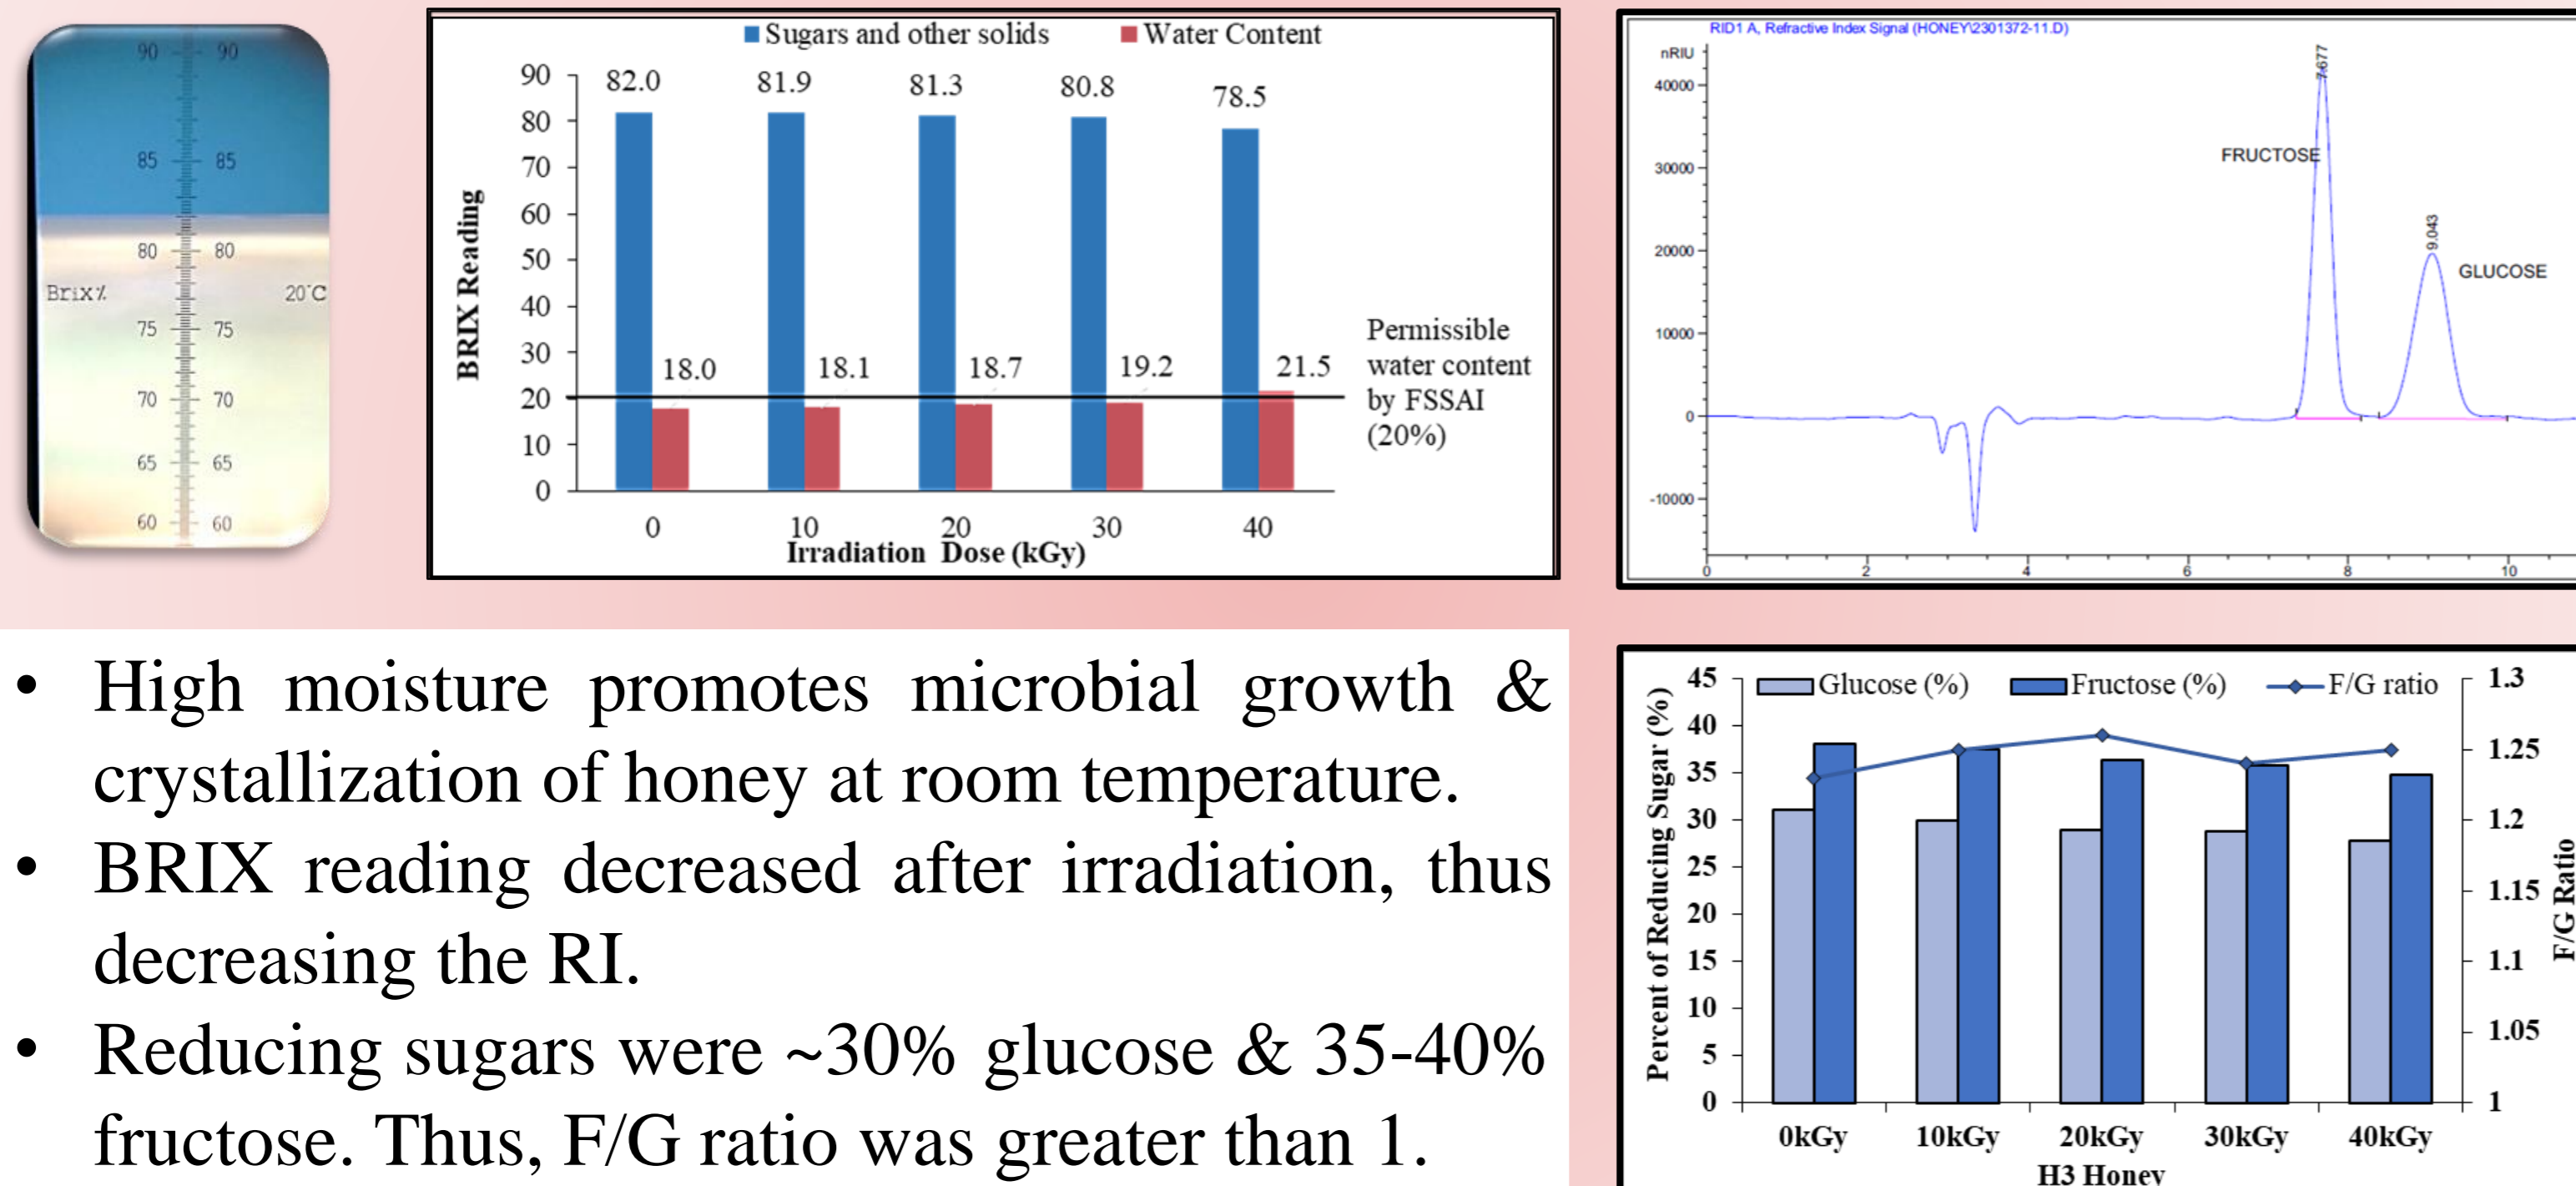 90 90
85 85
80 80
Brix% 20°C
75 75
70 70
65 65
60 60
Sugars and other solids Water Content
BRIX Reading
90
80
70
60
50
40
30
20
10
0
82.0 81.9 81.3 80.8 78.5
18.0 18.1 18.7 19.2 21.5
Permissible
water content
by FSSAI
(20%)
0 10 20 30 40
Irradiation Dose (kGy)
RID1 A, Refractive Index Signal (HONEY\2301372-11.D)
nRIU
40000
30000
20000
10000
0
-10000
7.677
FRUCTOSE
9.043
GLUCOSE
0 2 4 6 8 10
• High moisture promotes microbial growth &
crystallization of honey at room temperature.
• BRIX reading decreased after irradiation, thus
decreasing the RI.
• Reducing sugars were ~30% glucose & 35-40%
fructose. Thus, F/G ratio was greater than 1.
Glucose (%) Fructose (%) F/G ratio
Percent of Reducing Sugar (%)
45
40
35
30
25
20
15
10
5
0
1.3
1.25
1.2
1.15
1.1
1.05
1
F/G Ratio
0kGy 10kGy 20kGy 30kGy 40kGy
H3 Honey